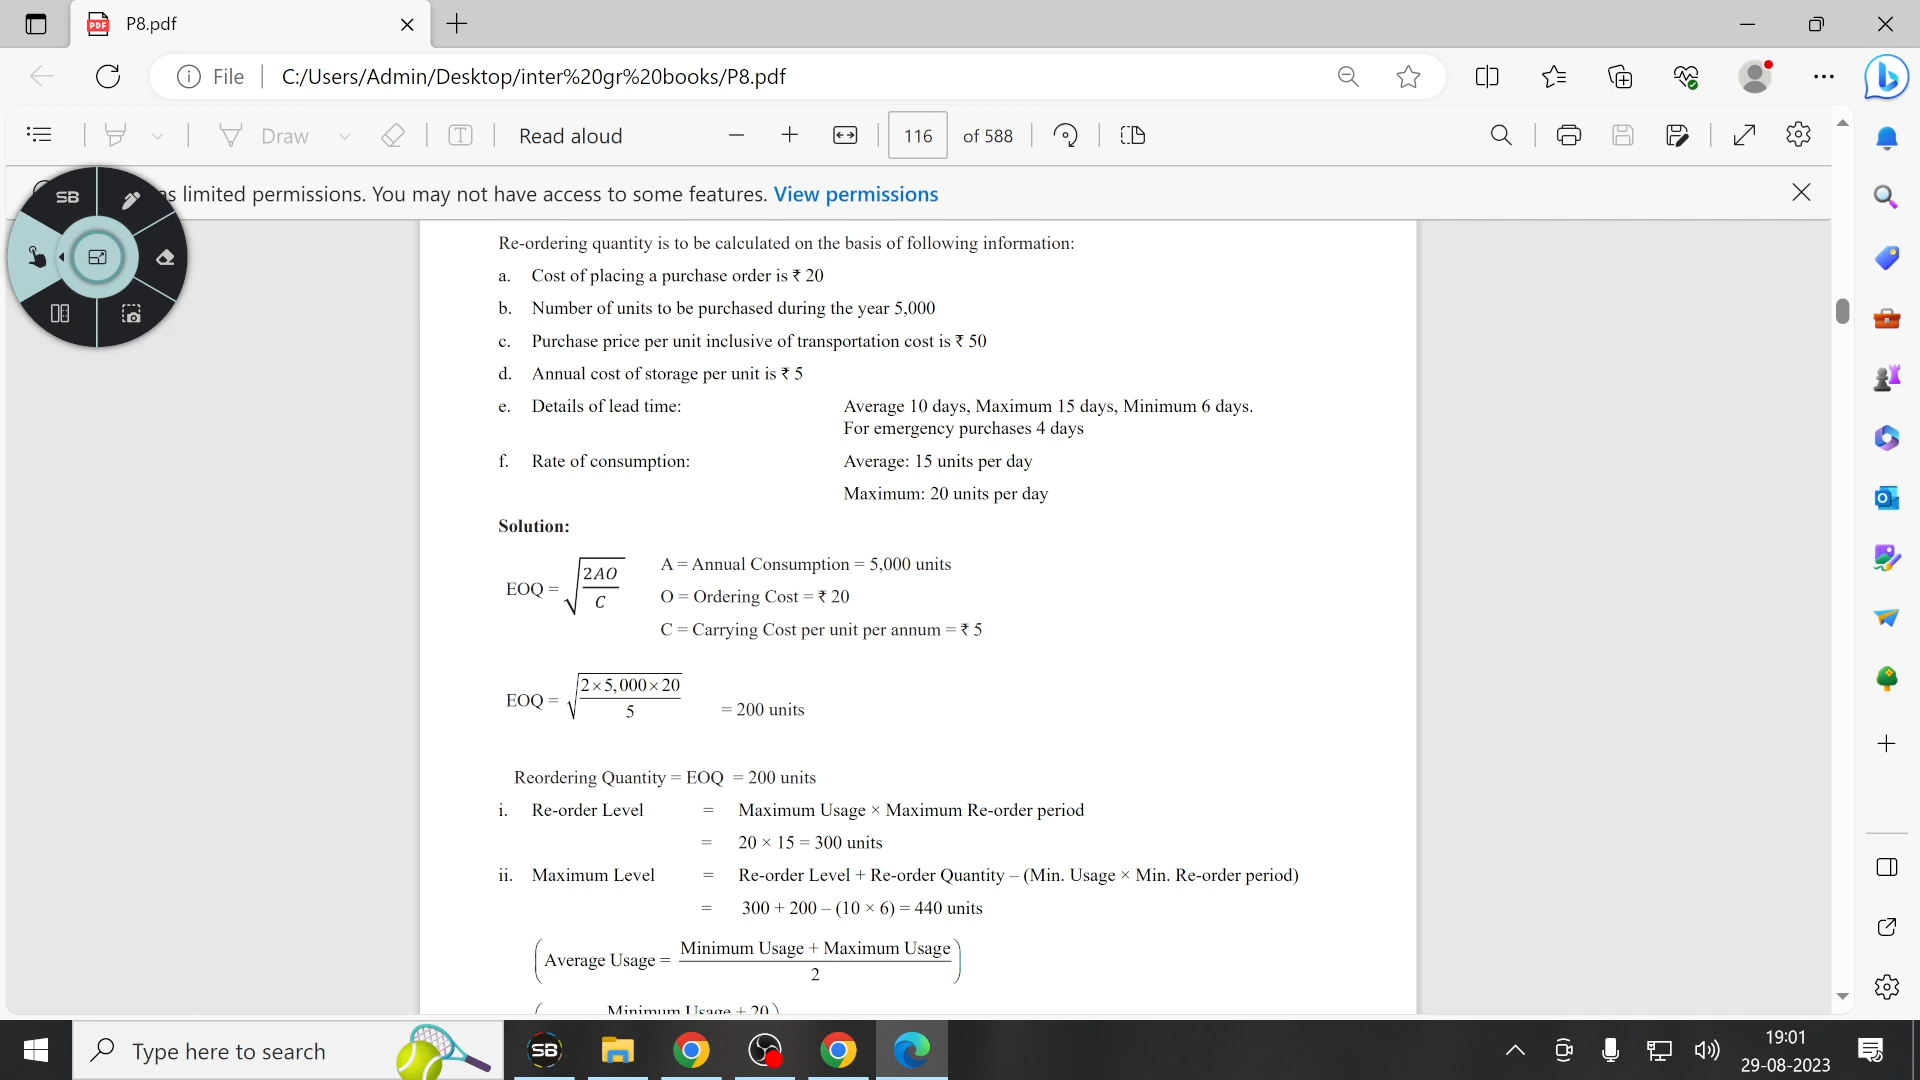 P8.pdf
File
C:/Users/Admin/Desktop/inter%20gr%20books/P8.pdf
Draw
Read aloud
116
of 588
SB
as limited permissions. You may not have access to some features. View permissions
Re-ordering quantity is to be calculated on the basis of following information:
a. Cost of placing a purchase order is ₹ 20
b. Number of units to be purchased during the year 5,000
c. Purchase price per unit inclusive of transportation cost is ₹ 50
d. Annual cost of storage per unit is ₹ 5
e. Details of lead time: Average 10 days, Maximum 15 days, Minimum 6 days.
For emergency purchases 4 days
f. Rate of consumption: Average: 15 units per day
Maximum: 20 units per day
Solution:
EOQ = √(2AO / C)
A = Annual Consumption = 5,000 units
O = Ordering Cost = ₹ 20
C = Carrying Cost per unit per annum = ₹ 5
EOQ = √(2×5,000×20 / 5) = 200 units
Reordering Quantity = EOQ = 200 units
i. Re-order Level = Maximum Usage × Maximum Re-order period
= 20 × 15 = 300 units
ii. Maximum Level = Re-order Level + Re-order Quantity – (Min. Usage × Min. Re-order period)
= 300 + 200 – (10 × 6) = 440 units
(Average Usage = Minimum Usage + Maximum Usage / 2)
Minimum Usage + 20
Type here to search
SB
19:01
29-08-2023